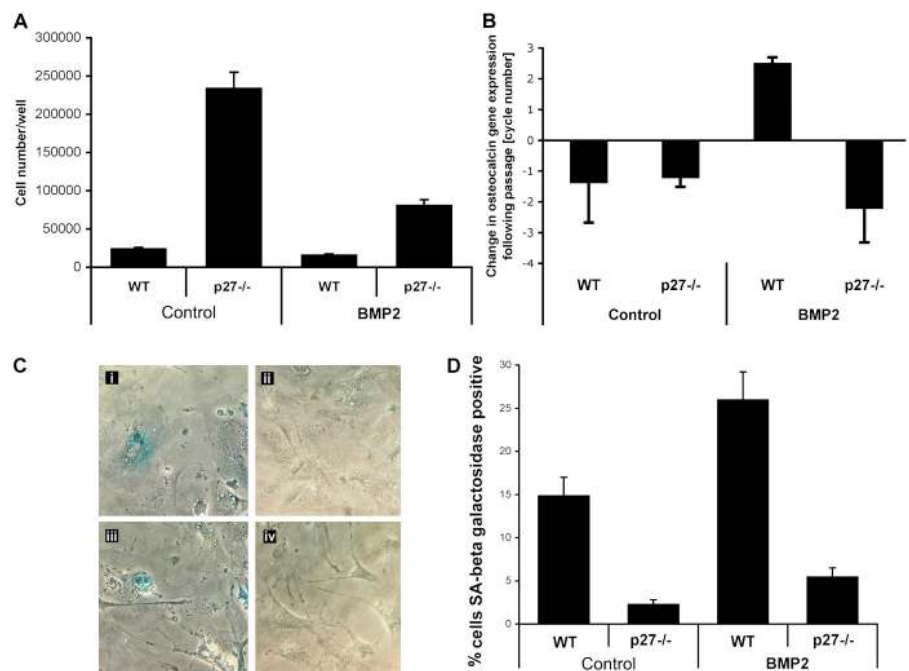 A
Cell number/well
300000
250000
200000
150000
100000
50000
0
WT
p27-/-
WT
p27-/-
Control
BMP2
B
Change in osteocalcin gene expression
following passage [cycle number]
3
2
1
0
-1
-2
-3
-4
WT
p27-/-
WT
p27-/-
Control
BMP2
C
i
ii
iii
iv
D
% cells SA-beta galactosidase positive
30
25
20
15
10
5
0
WT
p27-/-
WT
p27-/-
Control
BMP2